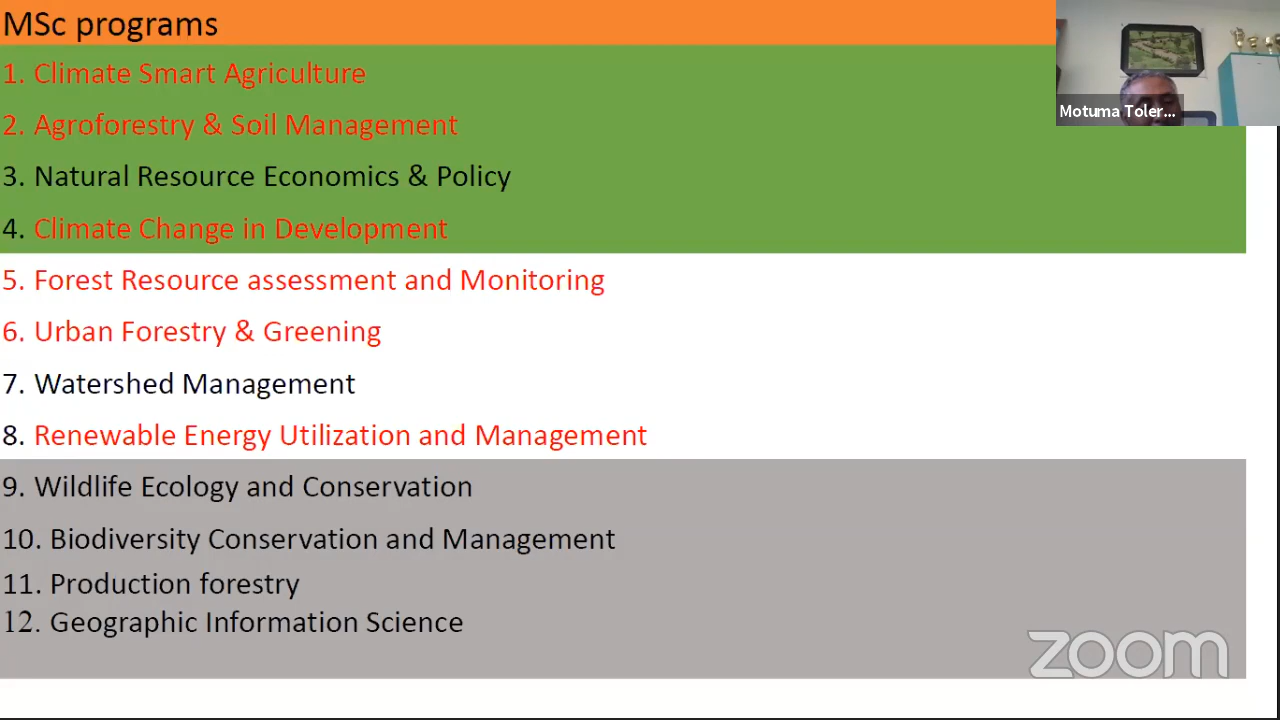 MSc programs
1. Climate Smart Agriculture
2. Agroforestry & Soil Management
3. Natural Resource Economics & Policy
4. Climate Change in Development
5. Forest Resource assessment and Monitoring
6. Urban Forestry & Greening
7. Watershed Management
8. Renewable Energy Utilization and Management
9. Wildlife Ecology and Conservation
10. Biodiversity Conservation and Management
11. Production forestry
12. Geographic Information Science
Motuma Toler...
zoom